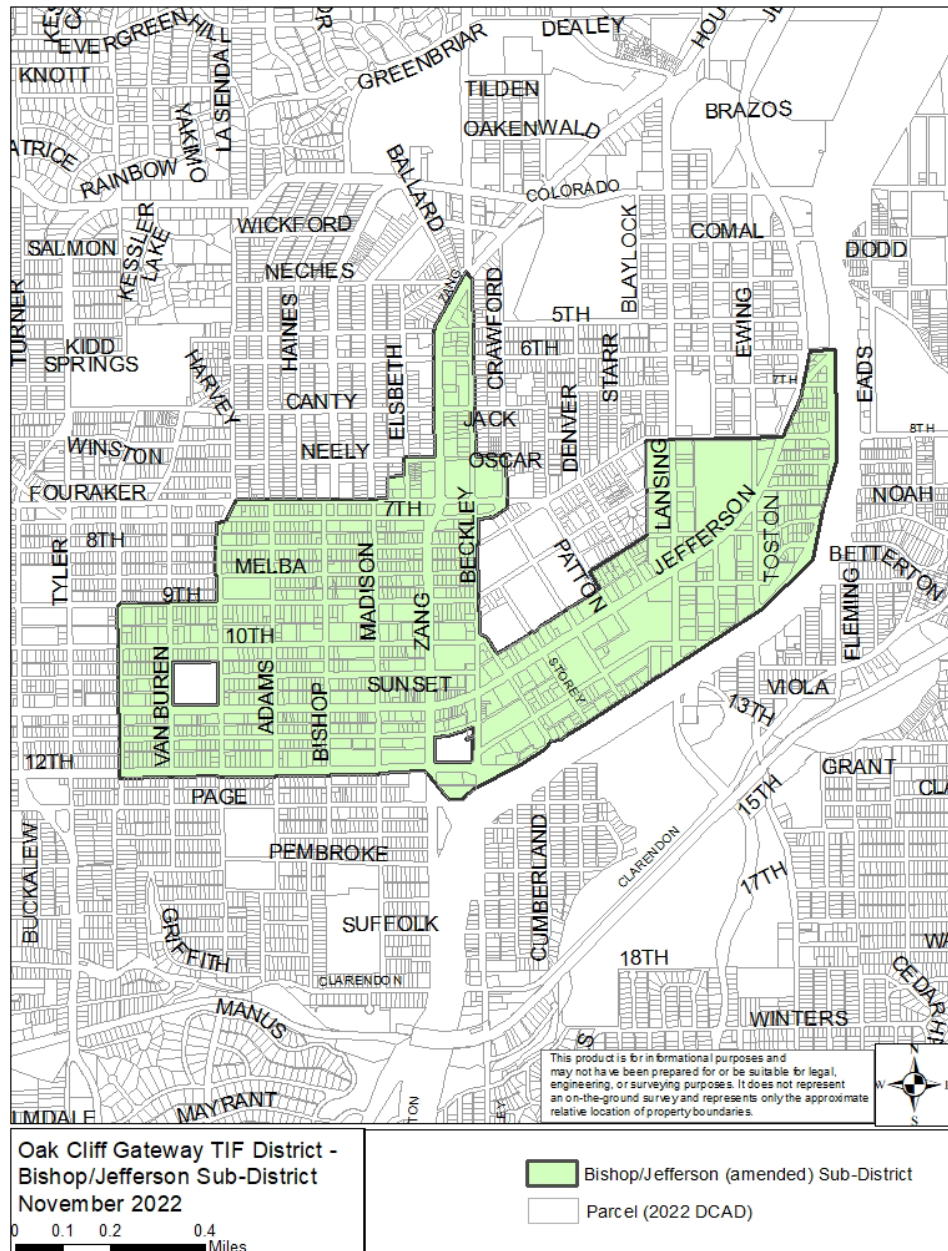 DEALEY
EVERGREEN HILL
KNOTT
LA SENDA
GREENBRIAR
TILDEN
BRAZOS
OAKENWALD
YAKIMO
ATRICE
RAINBOW
BALLARD
COLORADO
WICKFORD
BLAYLOCK
COMAL
SALMON
KESSLER
LAKE
DODD
NECHES
ZANG
CRAWFORD
TURNER
HAINES
5TH
EWING
KIDD
SPRINGS
6TH
STARR
HARVEY
ELSBETH
DENVER
7TH
EADS
CANTY
JACK
8TH
WINSTON
NEELY
OSCAR
LANSING
FOURAKER
7TH
BECKLEY
JEFFERSON
NOAH
8TH
MELBA
MADISON
PATTON
TOSTON
BETTERTON
TYLER
9TH
FLEMING
10TH
ZANG
VAN BUREN
ADAMS
BISHOP
SUNSET
STOREY
VIOLA
13TH
12TH
PAGE
GRANT
15TH
BUCKALEW
PEMBROKE
CUMBERLAND
CLARENDON
17TH
GRIFFITH
SUFFOLK
18TH
CLARENDON
MANUS
WINTERS
MAYRANT
LMDALE
TON
This product is for informational purposes and
may not have been prepared for or be suitable for legal,
engineering, or surveying purposes. It does not represent
an on-the-ground survey and represents only the approximate
relative location of property boundaries.
N
W
S
Oak Cliff Gateway TIF District -
Bishop/Jefferson Sub-District
November 2022
0 0.1 0.2 0.4
Miles
Bishop/Jefferson (amended) Sub-District
Parcel (2022 DCAD)